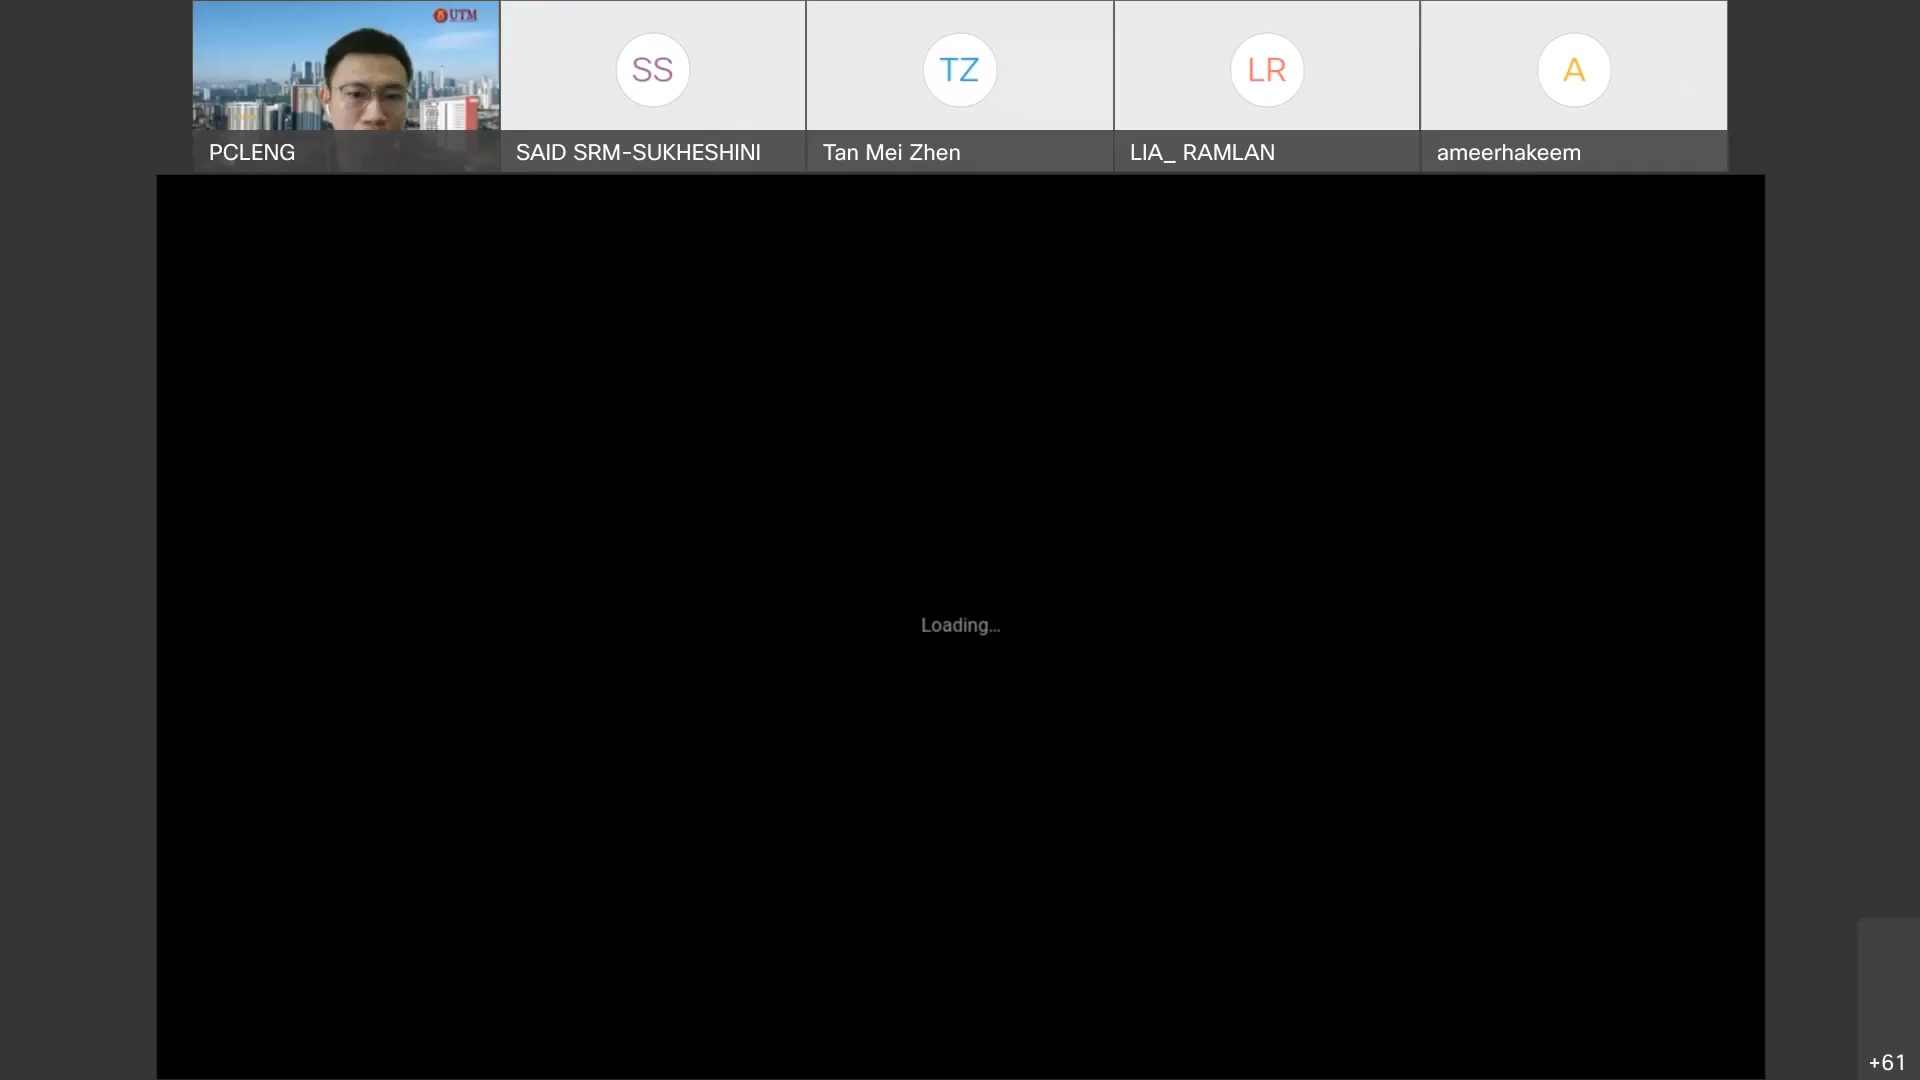 UTM
SS
TZ
LR
A
PCLENG
SAID SRM-SUKHESHINI
Tan Mei Zhen
LIA_ RAMLAN
ameerhakeem
Loading...
+61